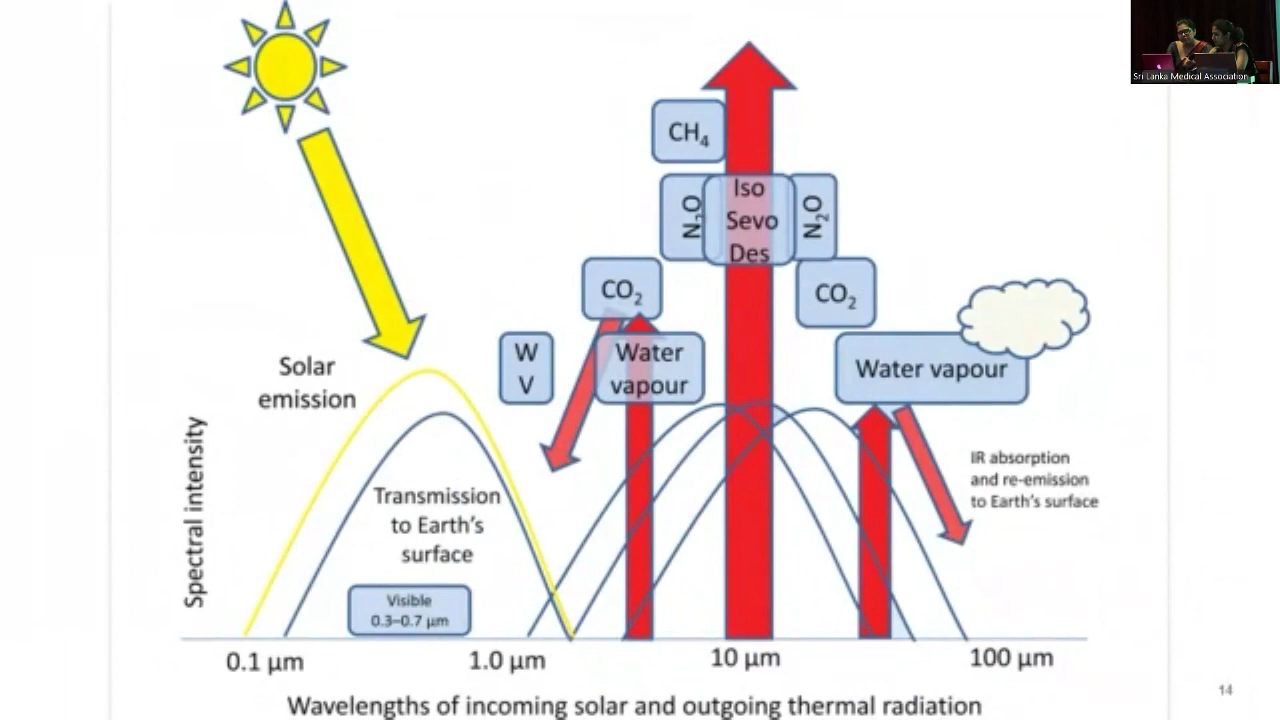 Sri Lanka Medical Association
CH₄
N₂O
Iso
Sevo
Des
N₂O
CO₂
CO₂
W
V
Water
vapour
Water vapour
Solar
emission
Spectral intensity
Transmission
to Earth's
surface
Visible
0.3–0.7 μm
IR absorption
and re-emission
to Earth's surface
0.1 μm
1.0 μm
10 μm
100 μm
Wavelengths of incoming solar and outgoing thermal radiation
14